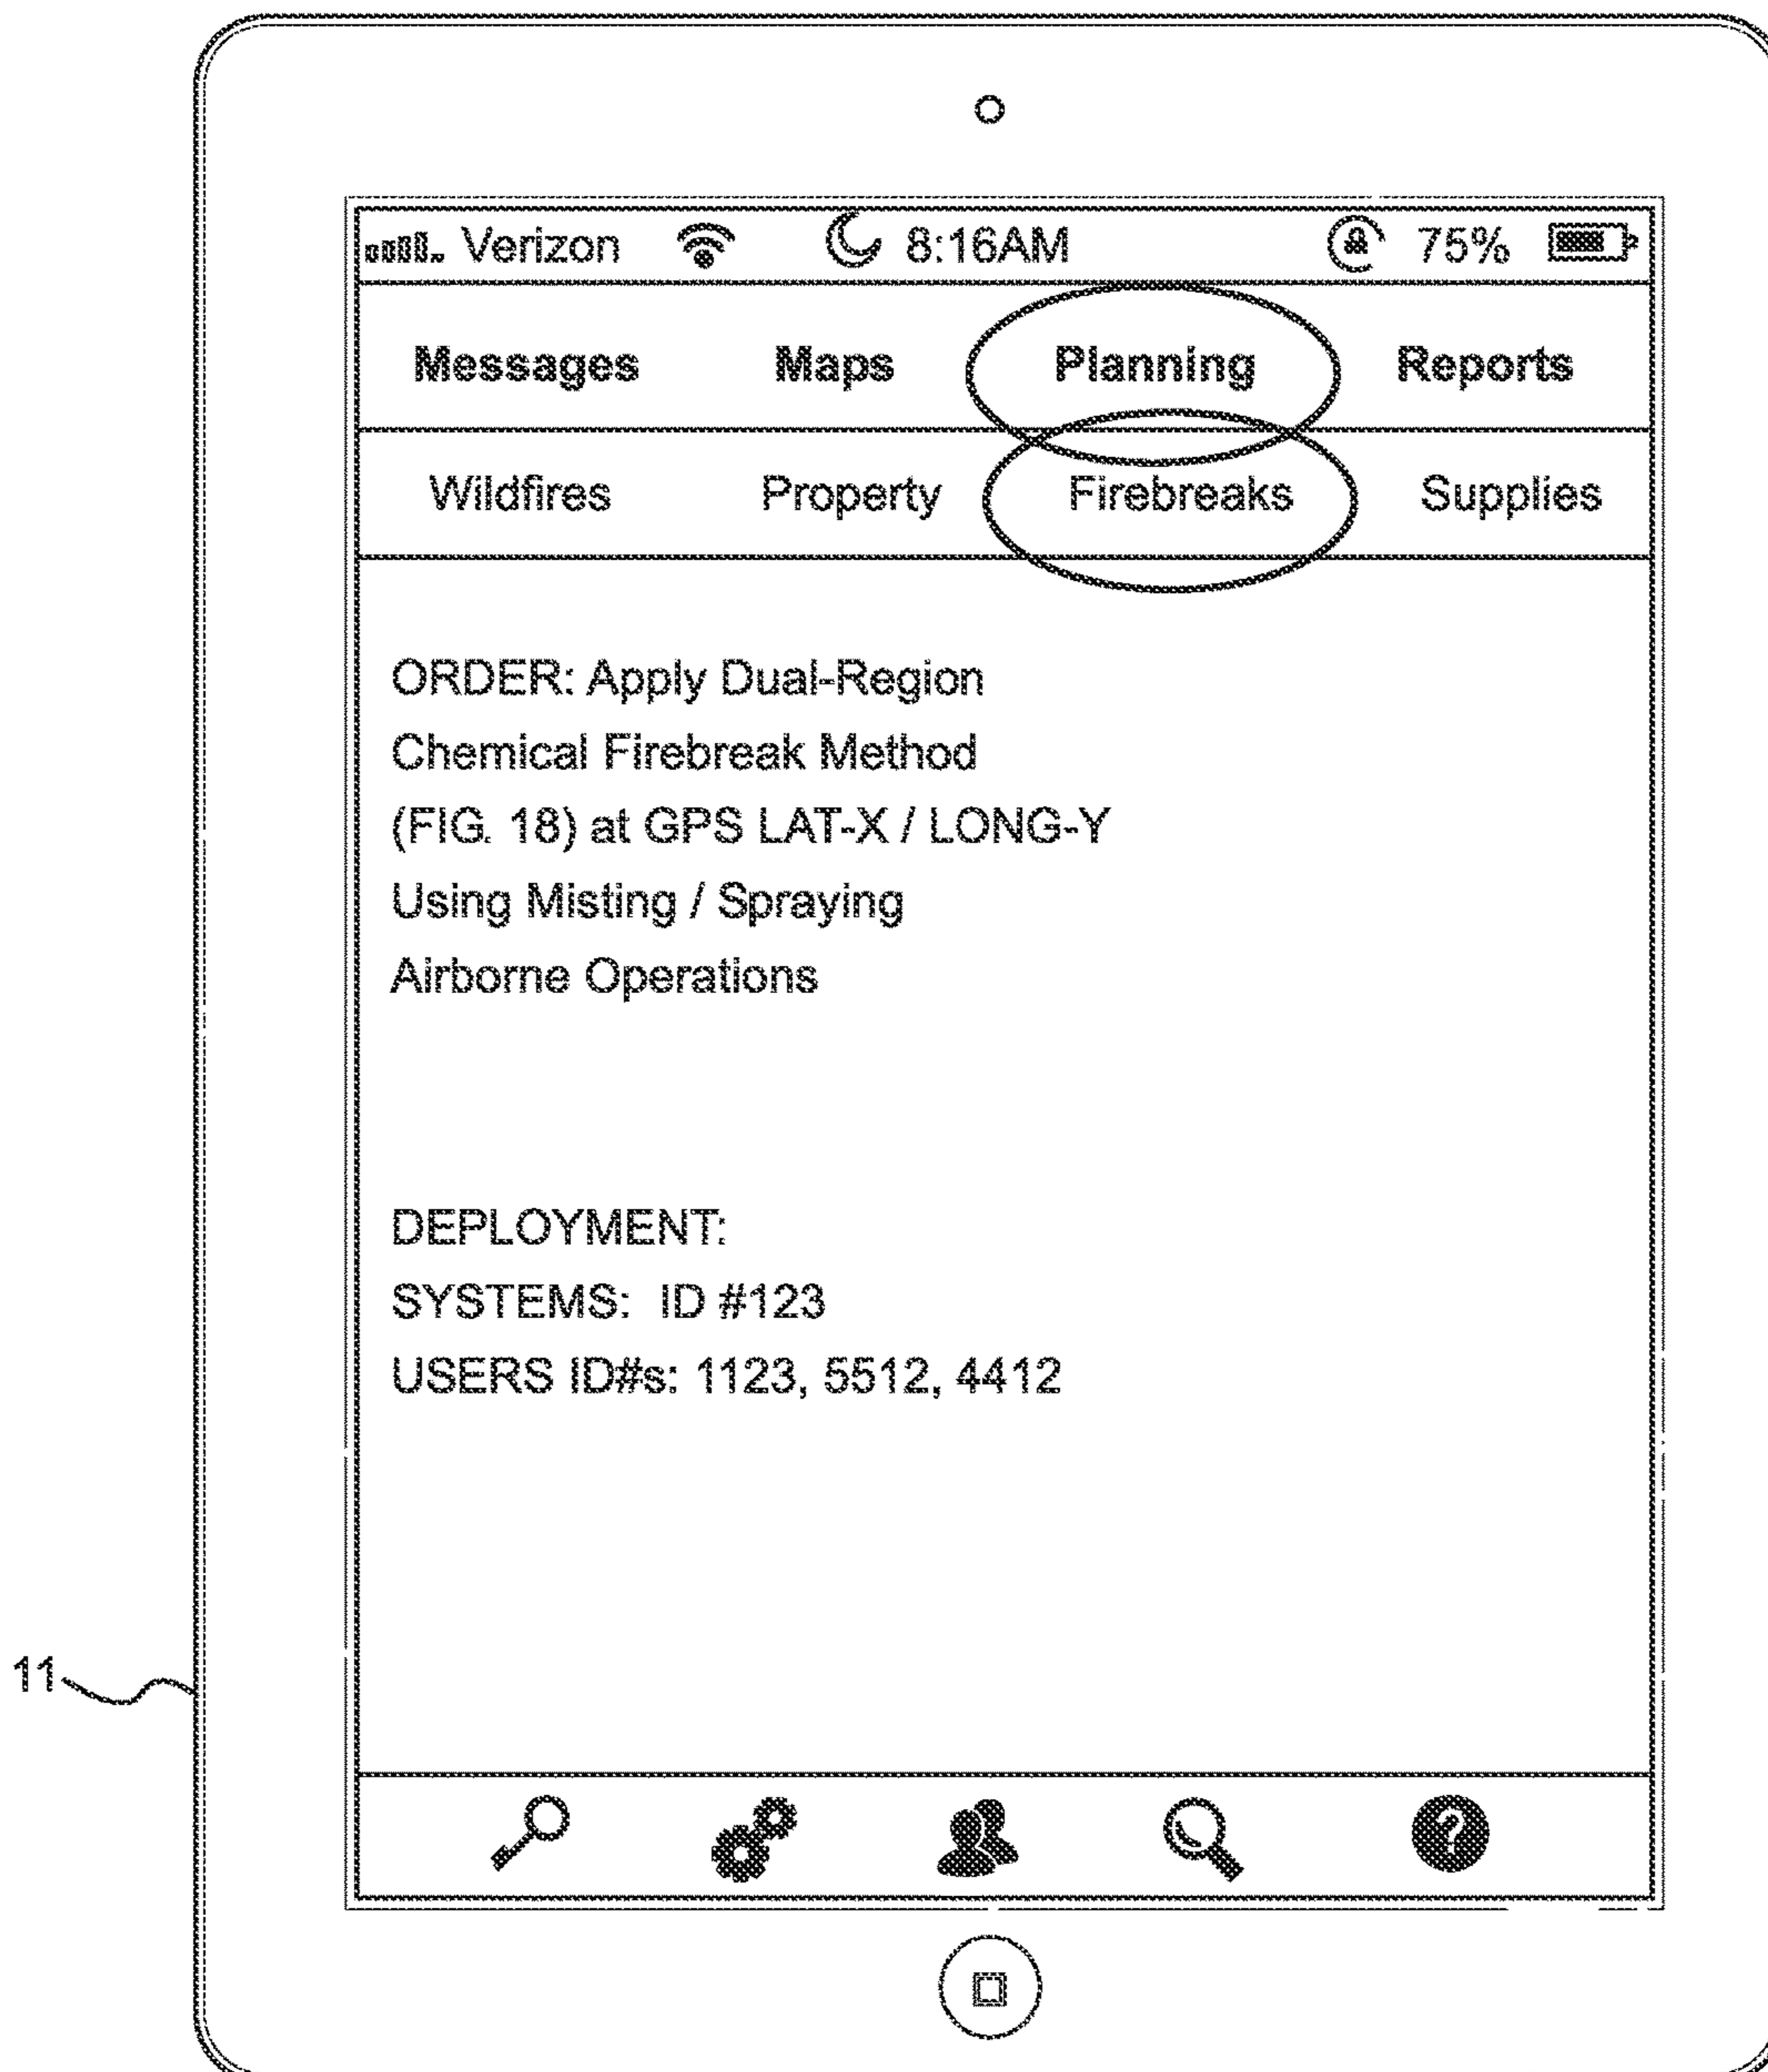 Verizon 8:16AM 75%
Messages Maps Planning Reports
Wildfires Property Firebreaks Supplies
ORDER: Apply Dual-Region
Chemical Firebreak Method
(FIG. 18) at GPS LAT-X / LONG-Y
Using Misting / Spraying
Airborne Operations
DEPLOYMENT:
SYSTEMS: ID #123
USERS ID#s: 1123, 5512, 4412
11
?